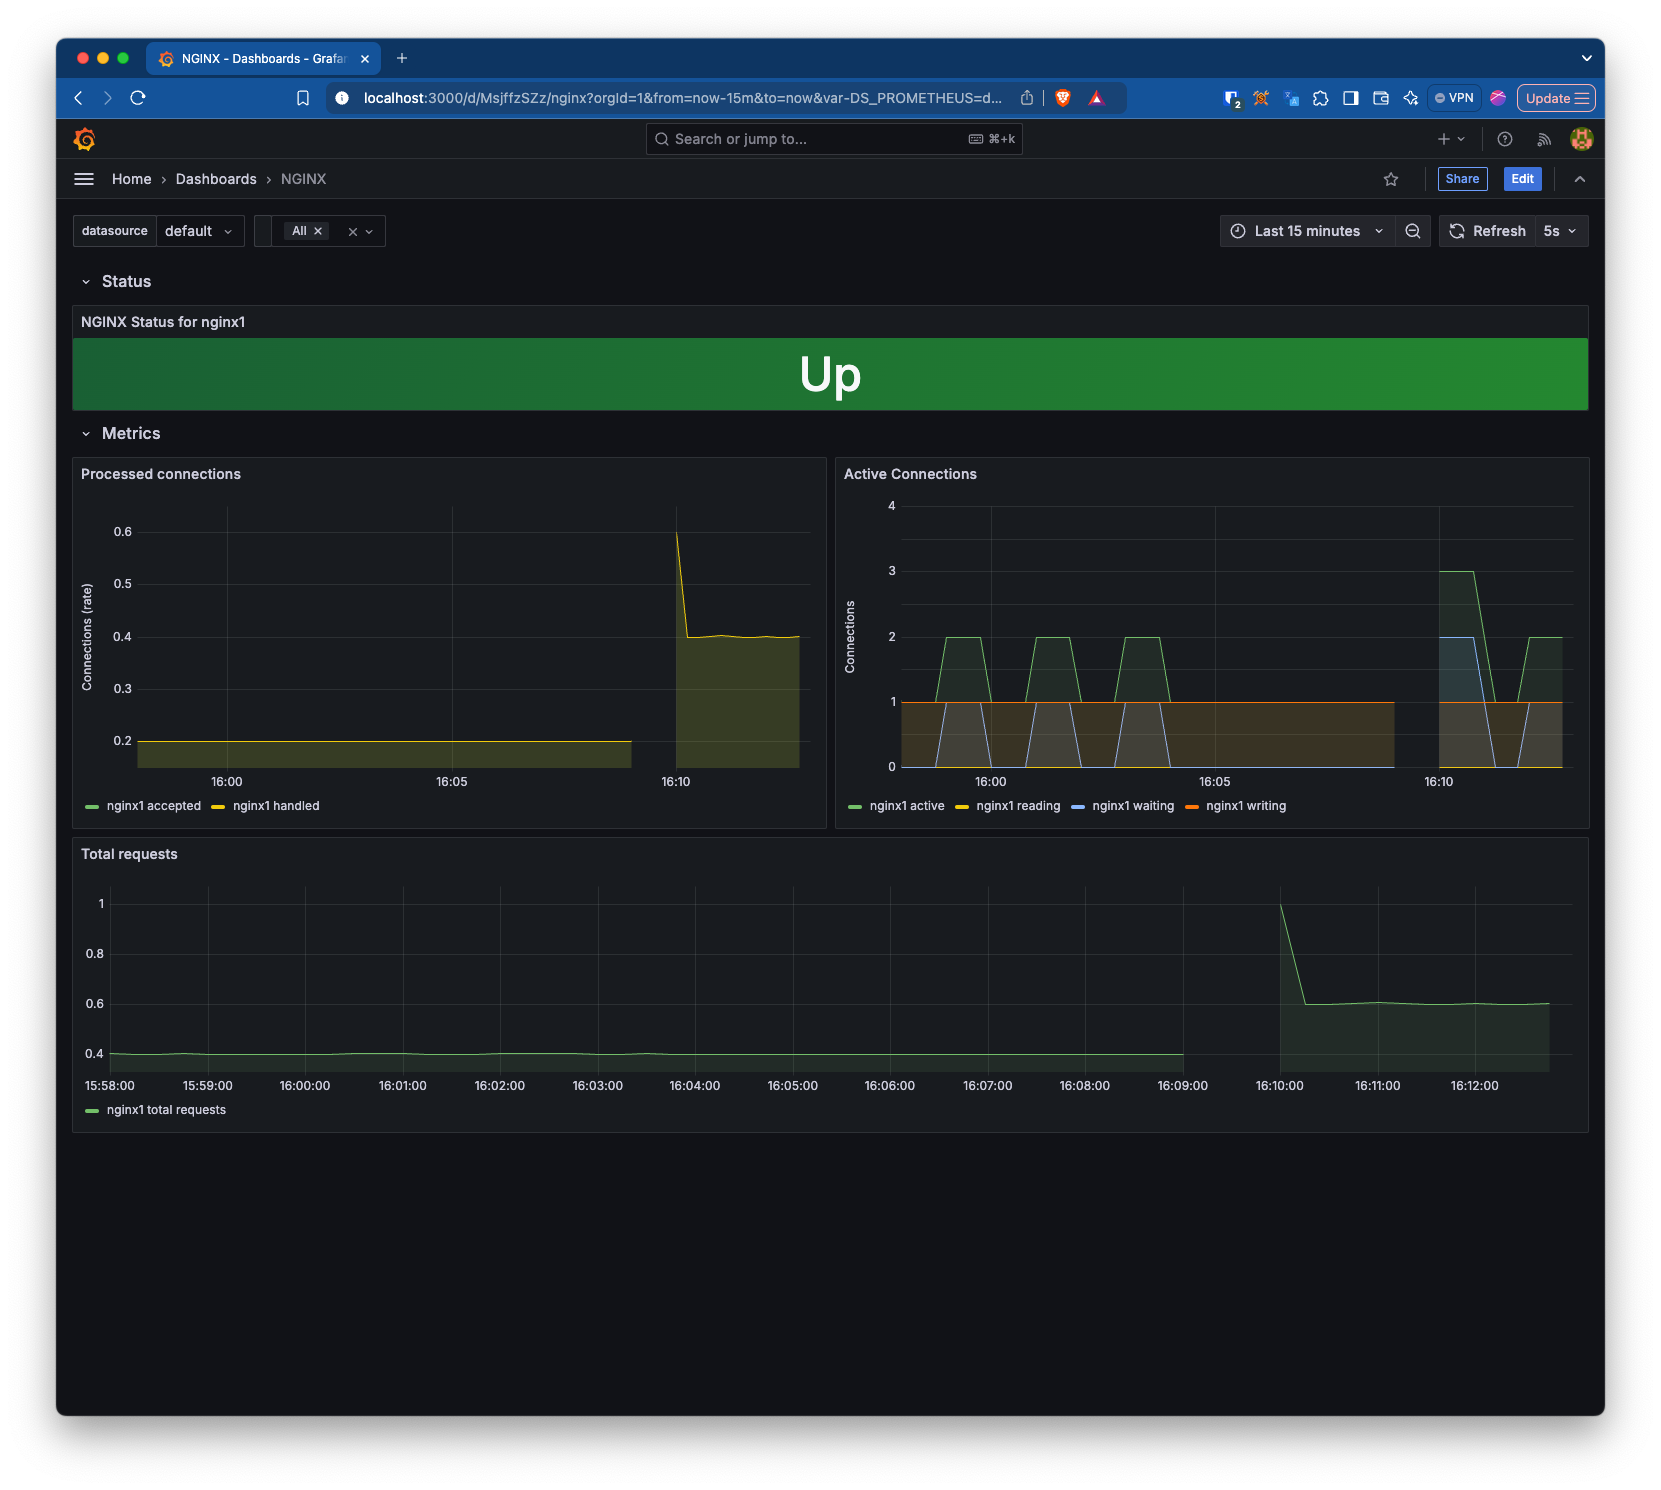 NGINX - Dashboards - Grafan
localhost:3000/d/MsjffzSZz/nginx?orgId=1&from=now-15m&to=now&var-DS_PROMETHEUS=d...
2
VPN
Update
Search or jump to...
⌘+k
Home › Dashboards › NGINX
Share
Edit
datasource
default
All
Last 15 minutes
Refresh
5s
Status
NGINX Status for nginx1
Up
Metrics
Processed connections
Connections (rate)
0.6
0.5
0.4
0.3
0.2
16:00 16:05 16:10
nginx1 accepted nginx1 handled
Active Connections
Connections
4
3
2
1
0
16:00 16:05 16:10
nginx1 active nginx1 reading nginx1 waiting nginx1 writing
Total requests
1
0.8
0.6
0.4
15:58:00 15:59:00 16:00:00 16:01:00 16:02:00 16:03:00 16:04:00 16:05:00 16:06:00 16:07:00 16:08:00 16:09:00 16:10:00 16:11:00 16:12:00
nginx1 total requests